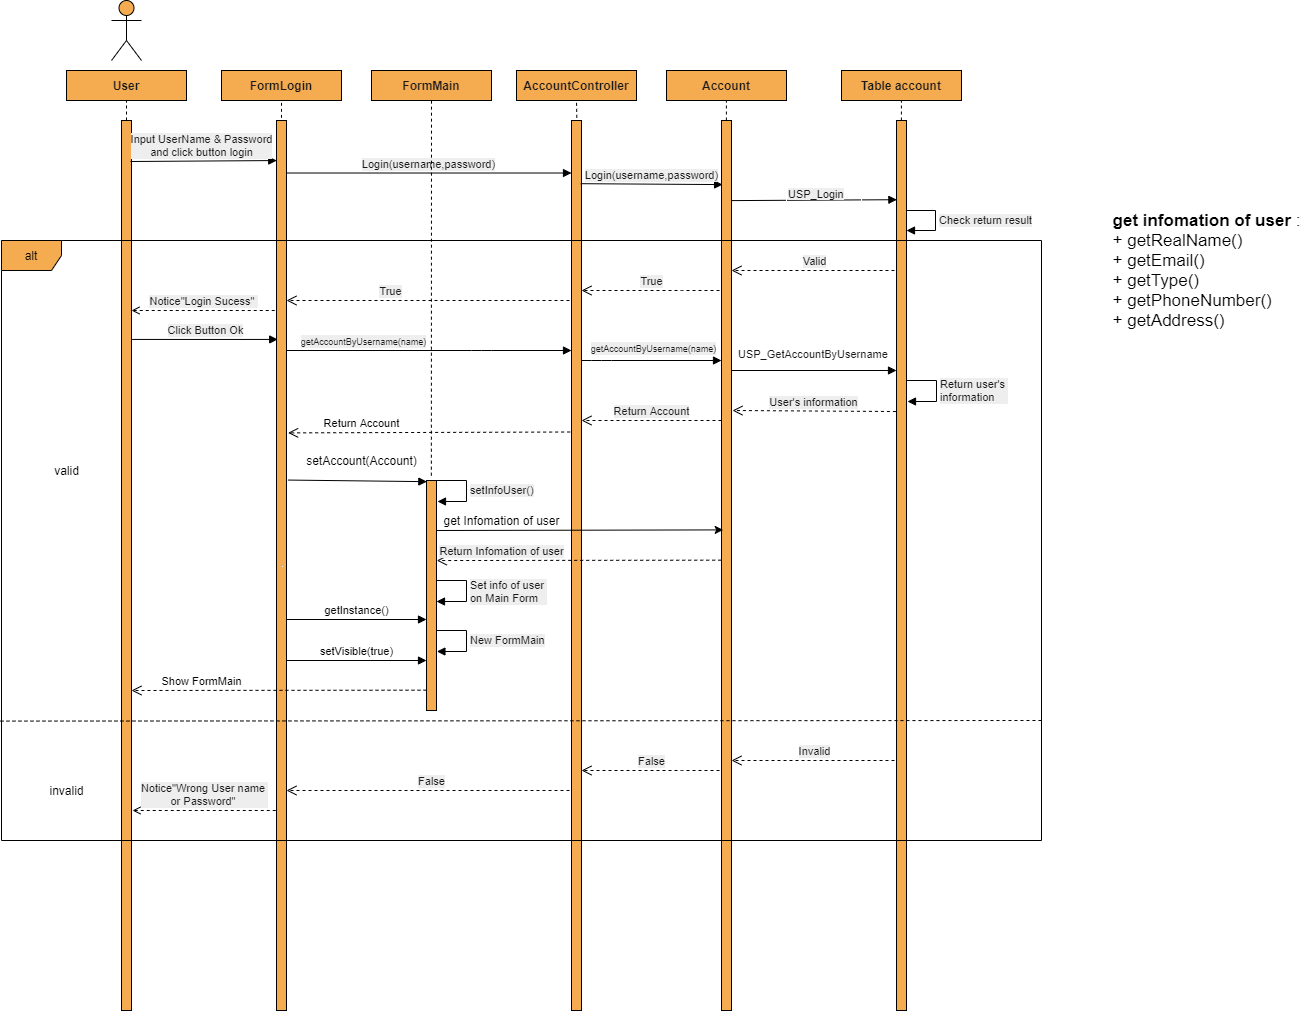 User
FormLogin
FormMain
AccountController
Account
Table account
Input UserName & Password
and click button login
Login(username,password)
Login(username,password)
USP_Login
Check return result
get infomation of user :
+ getRealName()
+ getEmail()
+ getType()
+ getPhoneNumber()
+ getAddress()
alt
Valid
True
True
Notice"Login Sucess"
Click Button Ok
getAccountByUsername(name)
getAccountByUsername(name)
USP_GetAccountByUsername
Return user's
information
User's information
Return Account
Return Account
valid
setAccount(Account)
setInfoUser()
get Infomation of user
Return Infomation of user
Set info of user
on Main Form
getInstance()
New FormMain
setVisible(true)
Show FormMain
Invalid
False
False
invalid
Notice"Wrong User name
or Password"